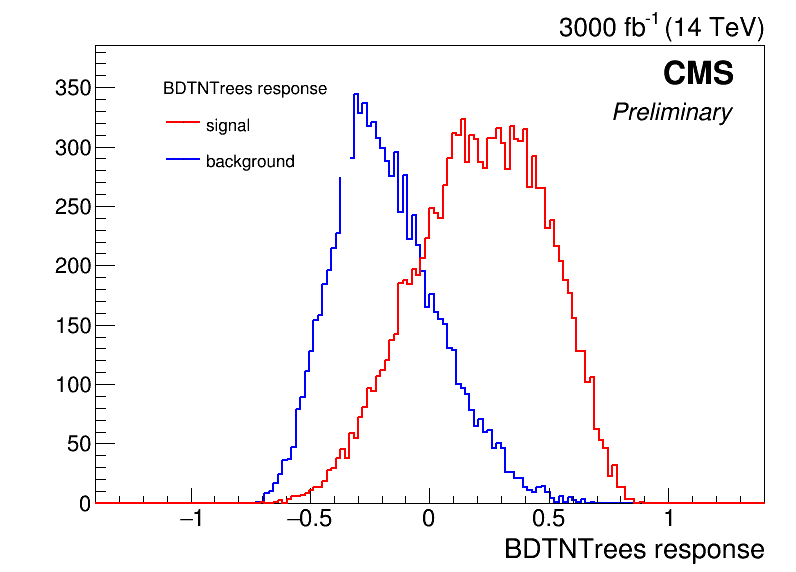 3000 fb-1 (14 TeV)
CMS
Preliminary
BDTNTrees response
signal
background
350
300
250
200
150
100
50
0
−1 −0.5 0 0.5 1
BDTNTrees response